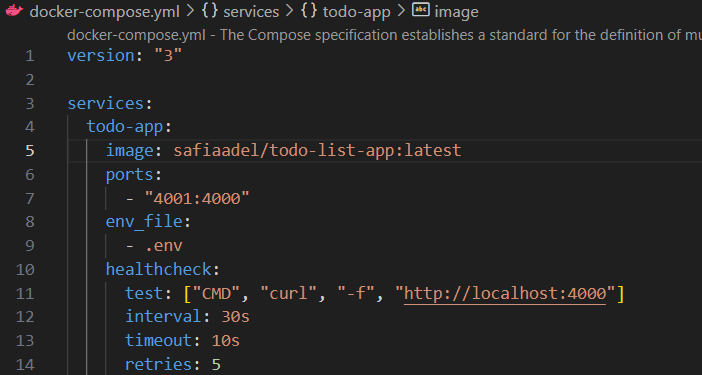 docker-compose.yml > {} services > {} todo-app > abc image
docker-compose.yml - The Compose specification establishes a standard for the definition of mu
1 version: "3"
2
3 services:
4 todo-app:
5 image: safiaadel/todo-list-app:latest
6 ports:
7 - "4001:4000"
8 env_file:
9 - .env
10 healthcheck:
11 test: ["CMD", "curl", "-f", "http://localhost:4000"]
12 interval: 30s
13 timeout: 10s
14 retries: 5